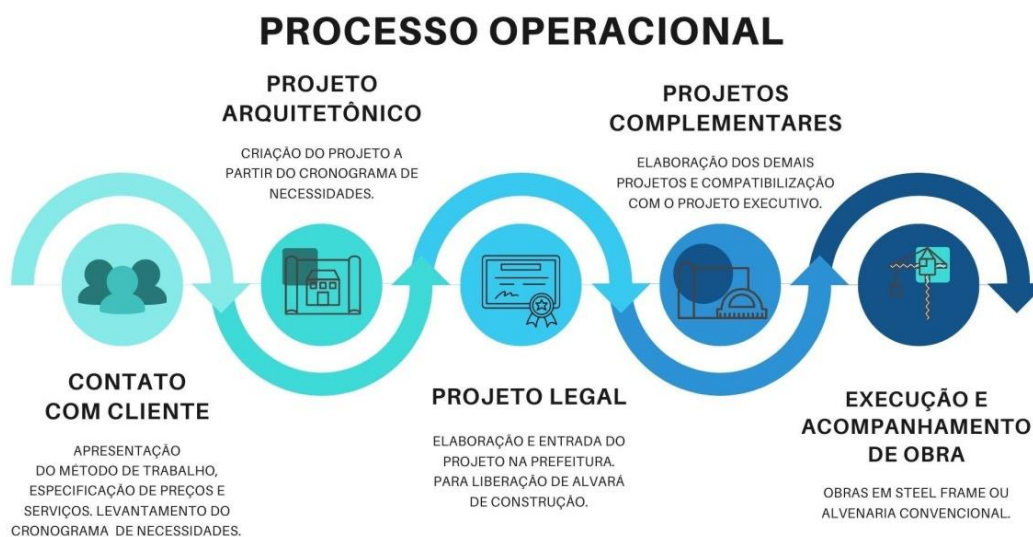 PROCESSO OPERACIONAL
CONTATO
COM CLIENTE
APRESENTAÇÃO
DO MÉTODO DE TRABALHO,
ESPECIFICAÇÃO DE PREÇOS E
SERVIÇOS. LEVANTAMENTO DO
CRONOGRAMA DE NECESSIDADES.
PROJETO
ARQUITETÔNICO
CRIAÇÃO DO PROJETO A
PARTIR DO CRONOGRAMA DE
NECESSIDADES.
PROJETO LEGAL
ELABORAÇÃO E ENTRADA DO
PROJETO NA PREFEITURA.
PARA LIBERAÇÃO DE ALVARÁ
DE CONSTRUÇÃO.
PROJETOS
COMPLEMENTARES
ELABORAÇÃO DOS DEMAIS
PROJETOS E COMPATIBILIZAÇÃO
COM O PROJETO EXECUTIVO.
EXECUÇÃO E
ACOMPANHAMENTO
DE OBRA
OBRAS EM STEEL FRAME OU
ALVENARIA CONVENCIONAL.